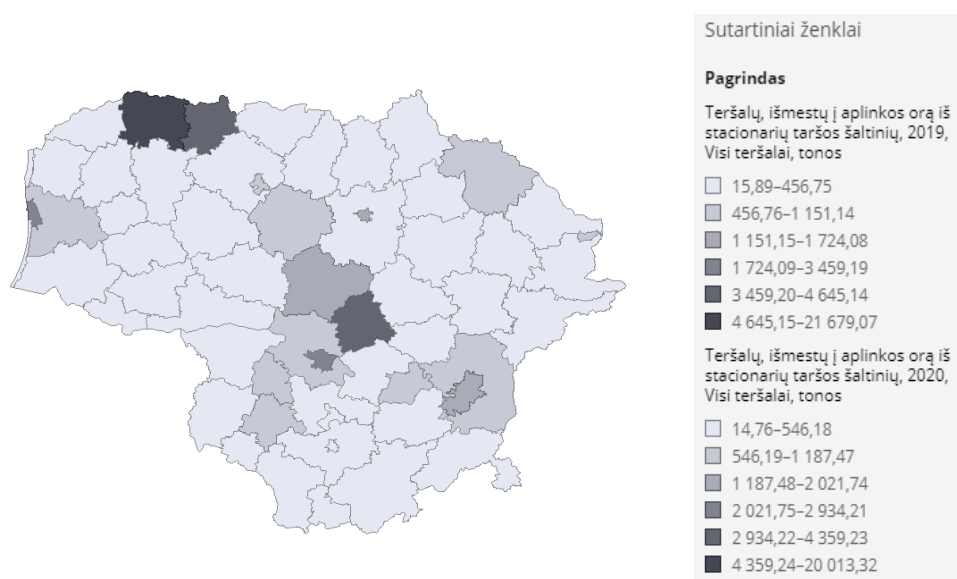 Sutartiniai ženklai
Pagrindas
Teršalų, išmestų į aplinkos orą iš
stacionarių taršos šaltinių, 2019,
Visi teršalai, tonos
15,89–456,75
456,76–1 151,14
1 151,15–1 724,08
1 724,09–3 459,19
3 459,20–4 645,14
4 645,15–21 679,07
Teršalų, išmestų į aplinkos orą iš
stacionarių taršos šaltinių, 2020,
Visi teršalai, tonos
14,76–546,18
546,19–1 187,47
1 187,48–2 021,74
2 021,75–2 934,21
2 934,22–4 359,23
4 359,24–20 013,32